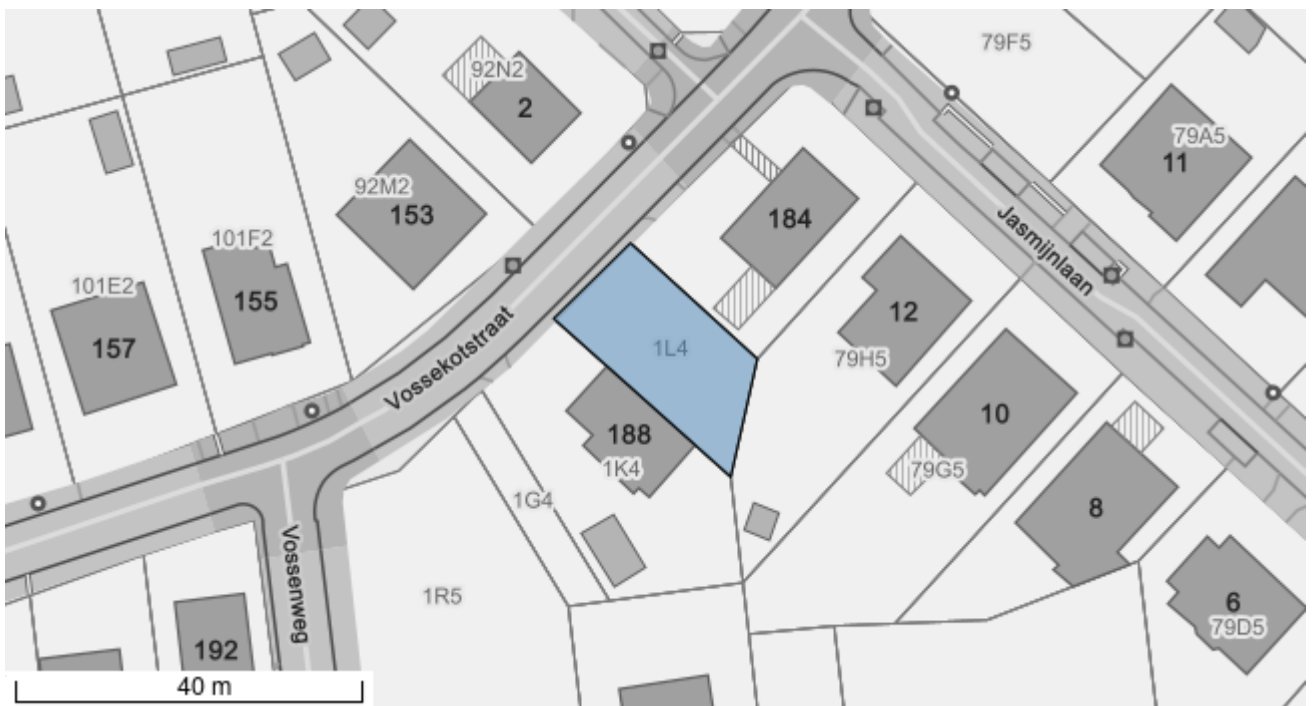 79F5
92N2
2
79A5
11
92M2
153
184
Jasmijnlaan
101F2
155
101E2
157
12
79H5
1L4
Vossekotstraat
10
79G5
188
1K4
1G4
8
1R5
Vossenweg
6
79D5
192
40 m